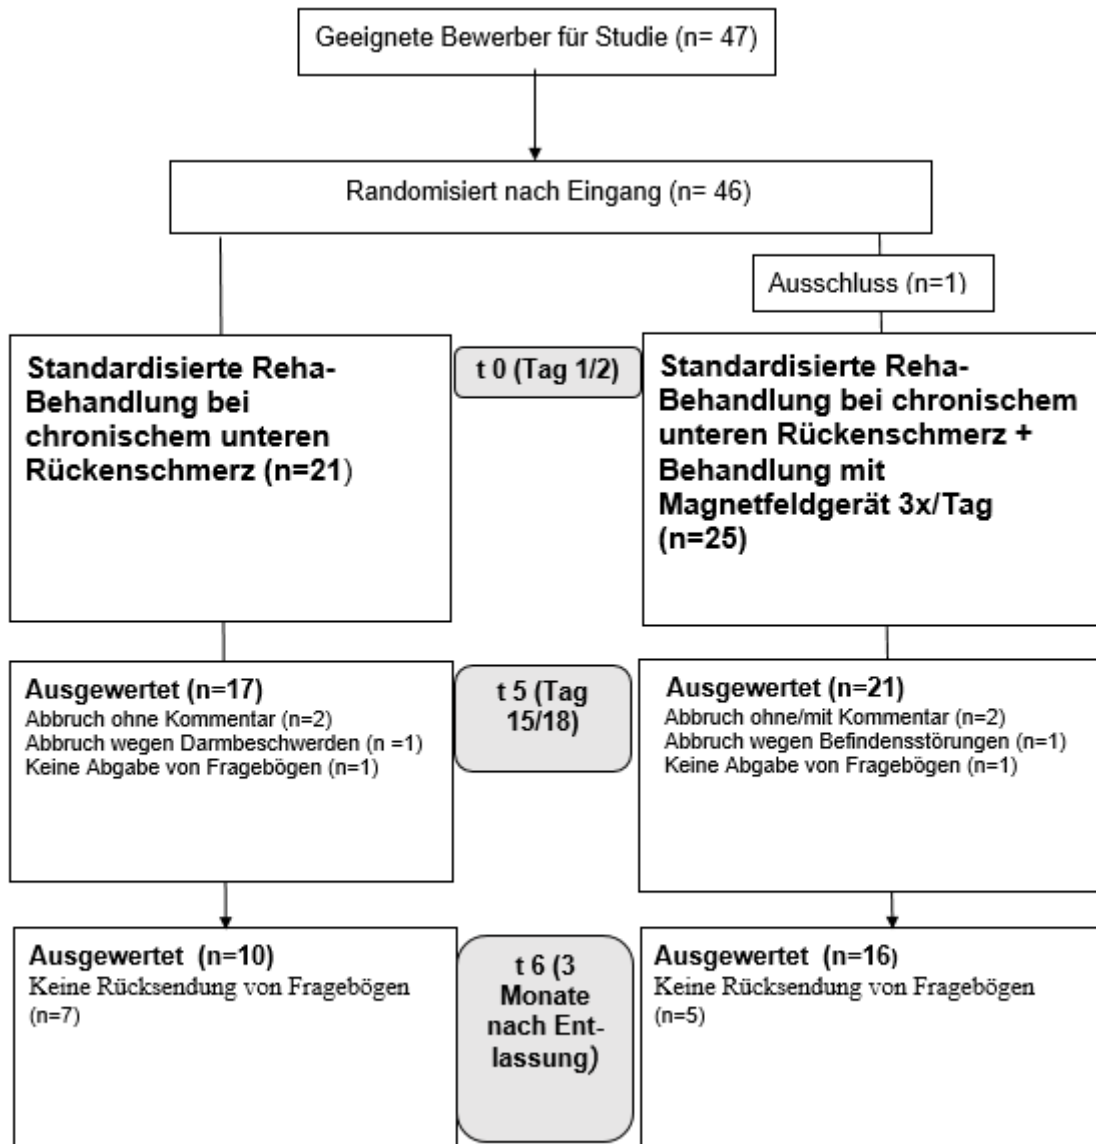 Geeignete Bewerber für Studie (n= 47)
Randomisiert nach Eingang (n= 46)
Ausschluss (n=1)
Standardisierte Reha-
Behandlung bei
chronischem unteren
Rückenschmerz (n=21)
t 0 (Tag 1/2)
Standardisierte Reha-
Behandlung bei chronischem
unteren Rückenschmerz +
Behandlung mit
Magnetfeldgerät 3x/Tag
(n=25)
Ausgewertet (n=17)
Abbruch ohne Kommentar (n=2)
Abbruch wegen Darmbeschwerden (n =1)
Keine Abgabe von Fragebögen (n=1)
t 5 (Tag
15/18)
Ausgewertet (n=21)
Abbruch ohne/mit Kommentar (n=2)
Abbruch wegen Befindensstörungen (n=1)
Keine Abgabe von Fragebögen (n=1)
Ausgewertet (n=10)
Keine Rücksendung von Fragebögen
(n=7)
t 6 (3
Monate
nach Ent-
lassung)
Ausgewertet (n=16)
Keine Rücksendung von Fragebögen
(n=5)